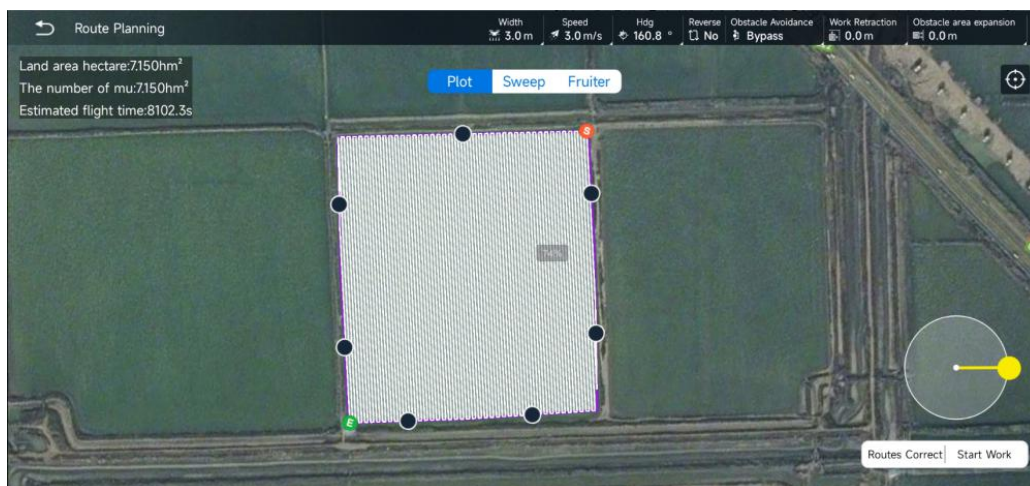 Route Planning
Width
3.0 m
Speed
3.0 m/s
Hdg
160.8 °
Reverse
No
Obstacle Avoidance
Bypass
Work Retraction
0.0 m
Obstacle area expansion
0.0 m
Land area hectare:7.150hm²
The number of mu:7.150hm²
Estimated flight time:8102.3s
Plot
Sweep
Fruiter
S
74%
E
Routes Correct
Start Work